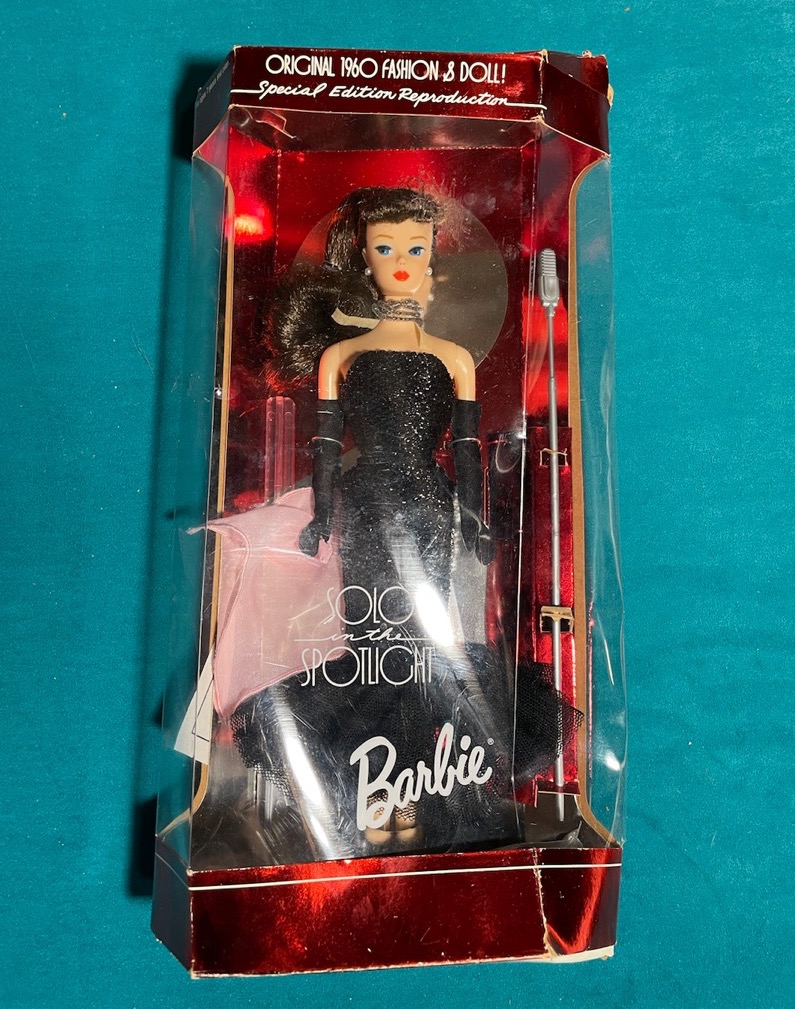 ORIGINAL 1960 FASHION & DOLL!
Special Edition Reproduction
SOLO
in the
SPOTLIGHT
Barbie®